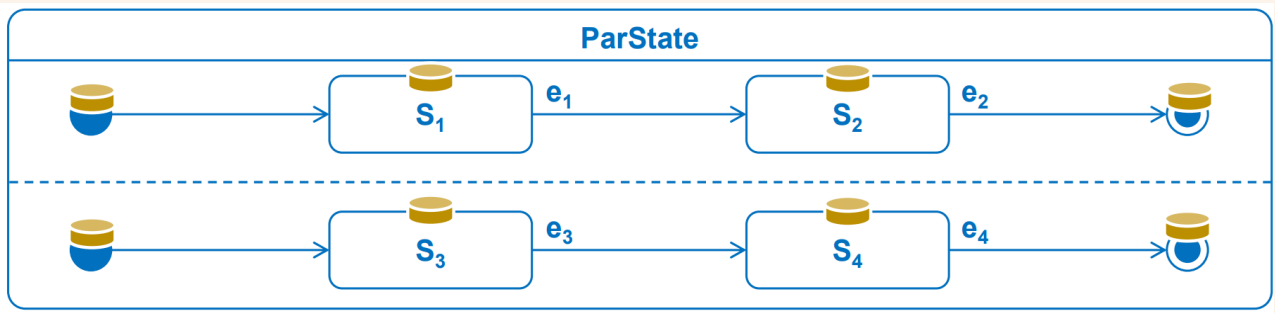 ParState
S₁ e₁ S₂ e₂
S₃ e₃ S₄ e₄